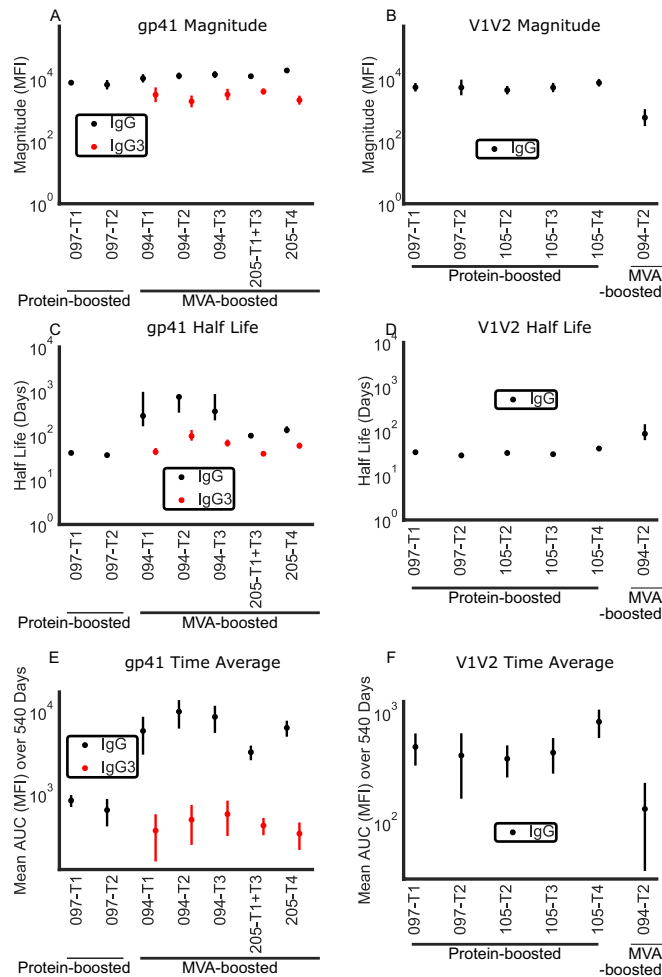 A
gp41 Magnitude
Magnitude (MFI)
10^4
10^2
10^0
IgG
IgG3
097-T1
097-T2
094-T1
094-T2
094-T3
205-T1+T3
205-T4
Protein-boosted
MVA-boosted
B
V1V2 Magnitude
Magnitude (MFI)
10^4
10^2
10^0
IgG
097-T1
097-T2
105-T2
105-T3
105-T4
094-T2
Protein-boosted
MVA
-boosted
C
gp41 Half Life
Half Life (Days)
10^4
10^3
10^2
10^1
10^0
IgG
IgG3
097-T1
097-T2
094-T1
094-T2
094-T3
205-T1+T3
205-T4
Protein-boosted
MVA-boosted
D
V1V2 Half Life
Half Life (Days)
10^4
10^3
10^2
10^1
10^0
IgG
097-T1
097-T2
105-T2
105-T3
105-T4
094-T2
Protein-boosted
MVA
-boosted
E
gp41 Time Average
Mean AUC (MFI) over 540 Days
10^4
10^3
IgG
IgG3
097-T1
097-T2
094-T1
094-T2
094-T3
205-T1+T3
205-T4
Protein-boosted
MVA-boosted
F
V1V2 Time Average
Mean AUC (MFI) over 540 Days
10^3
10^2
IgG
097-T1
097-T2
105-T2
105-T3
105-T4
094-T2
Protein-boosted
MVA
-boosted